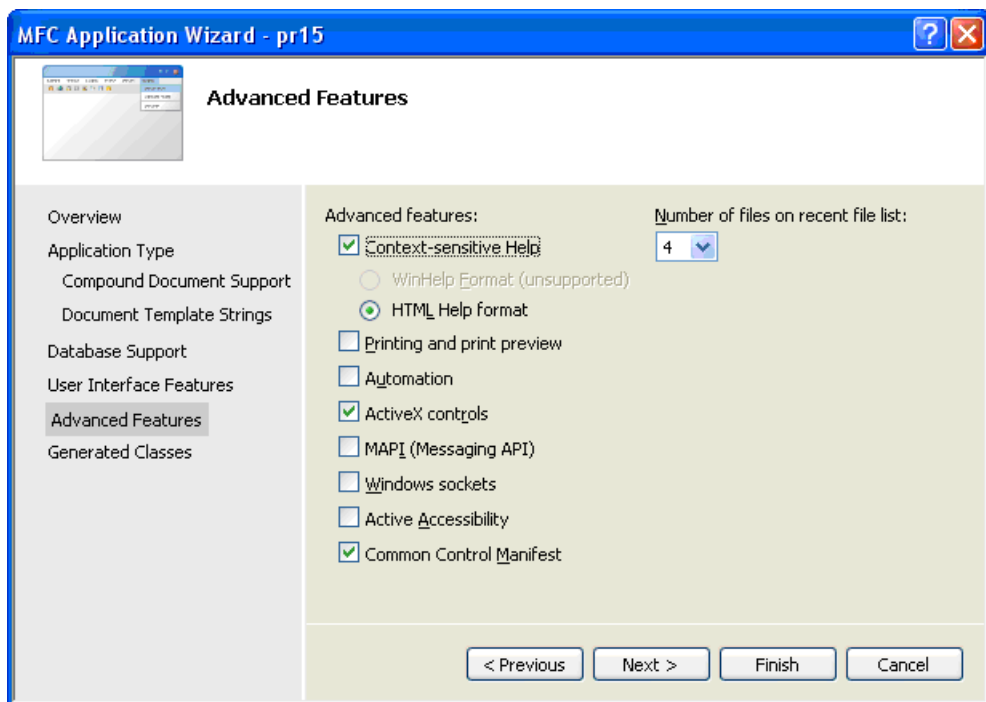 MFC Application Wizard - pr15
Advanced Features
Overview
Application Type
Compound Document Support
Document Template Strings
Database Support
User Interface Features
Advanced Features
Generated Classes
Advanced features:
Context-sensitive Help
WinHelp Format (unsupported)
HTML Help format
Printing and print preview
Automation
ActiveX controls
MAPI (Messaging API)
Windows sockets
Active Accessibility
Common Control Manifest
Number of files on recent file list:
4
< Previous
Next >
Finish
Cancel